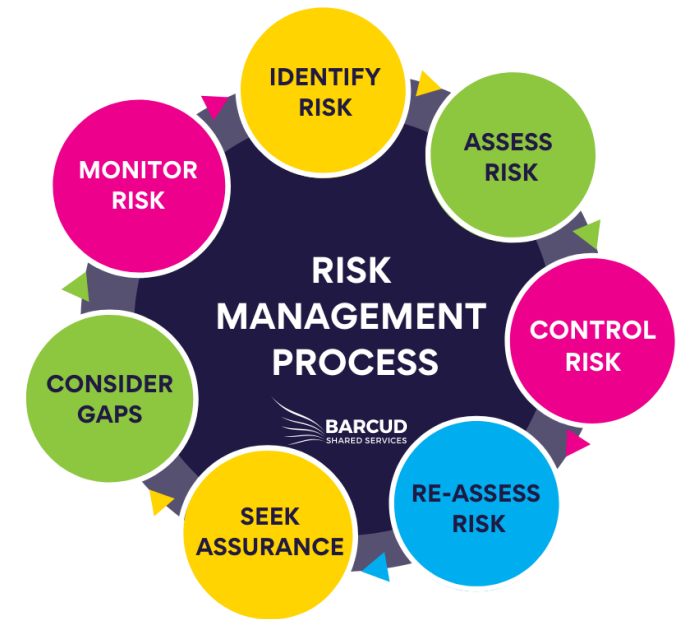 IDENTIFY
RISK
ASSESS
RISK
CONTROL
RISK
RE-ASSESS
RISK
SEEK
ASSURANCE
CONSIDER
GAPS
MONITOR
RISK
RISK
MANAGEMENT
PROCESS
BARCUD
SHARED SERVICES